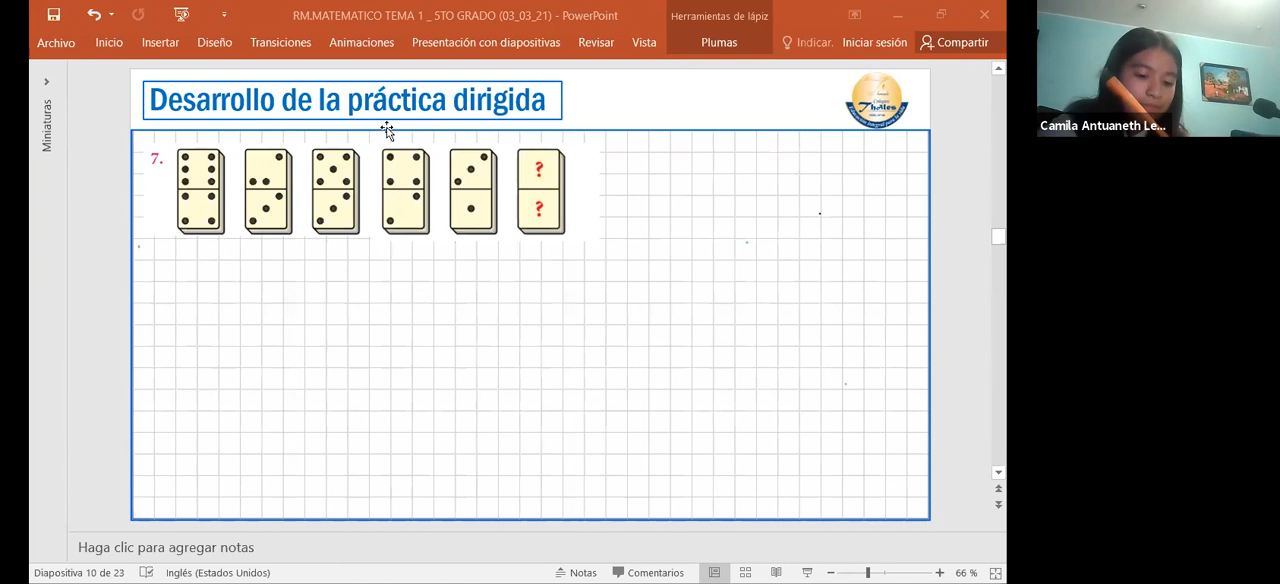 RM.MATEMATICO TEMA 1 _ 5TO GRADO (03_03_21) - PowerPoint
Herramientas de lápiz
Archivo Inicio Insertar Diseño Transiciones Animaciones Presentación con diapositivas Revisar Vista Plumas Indicar. Iniciar sesión Compartir
Miniaturas
Desarrollo de la práctica dirigida
Thales
7.
?
?
Camila Antuaneth Le...
Haga clic para agregar notas
Diapositiva 10 de 23 Inglés (Estados Unidos) Notas Comentarios 66 %